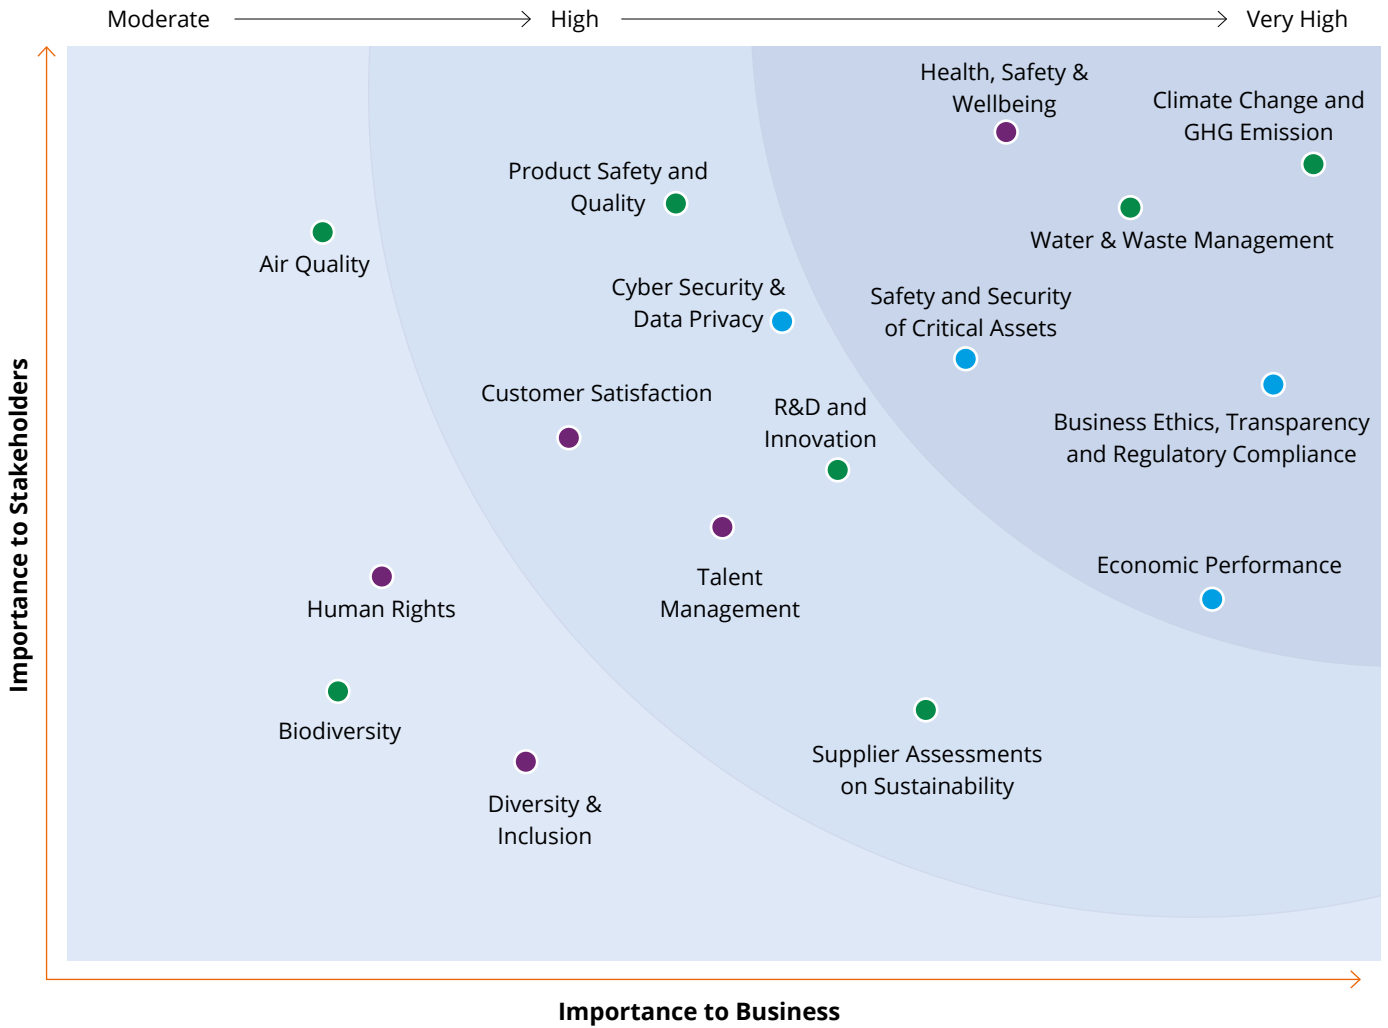 Moderate
High
Very High
Health, Safety &
Wellbeing
Climate Change and
GHG Emission
Product Safety and
Quality
Water & Waste Management
Air Quality
Cyber Security &
Data Privacy
Safety and Security
of Critical Assets
Customer Satisfaction
R&D and
Innovation
Business Ethics, Transparency
and Regulatory Compliance
Economic Performance
Talent
Management
Human Rights
Biodiversity
Supplier Assessments
on Sustainability
Diversity &
Inclusion
Importance to Stakeholders
Importance to Business